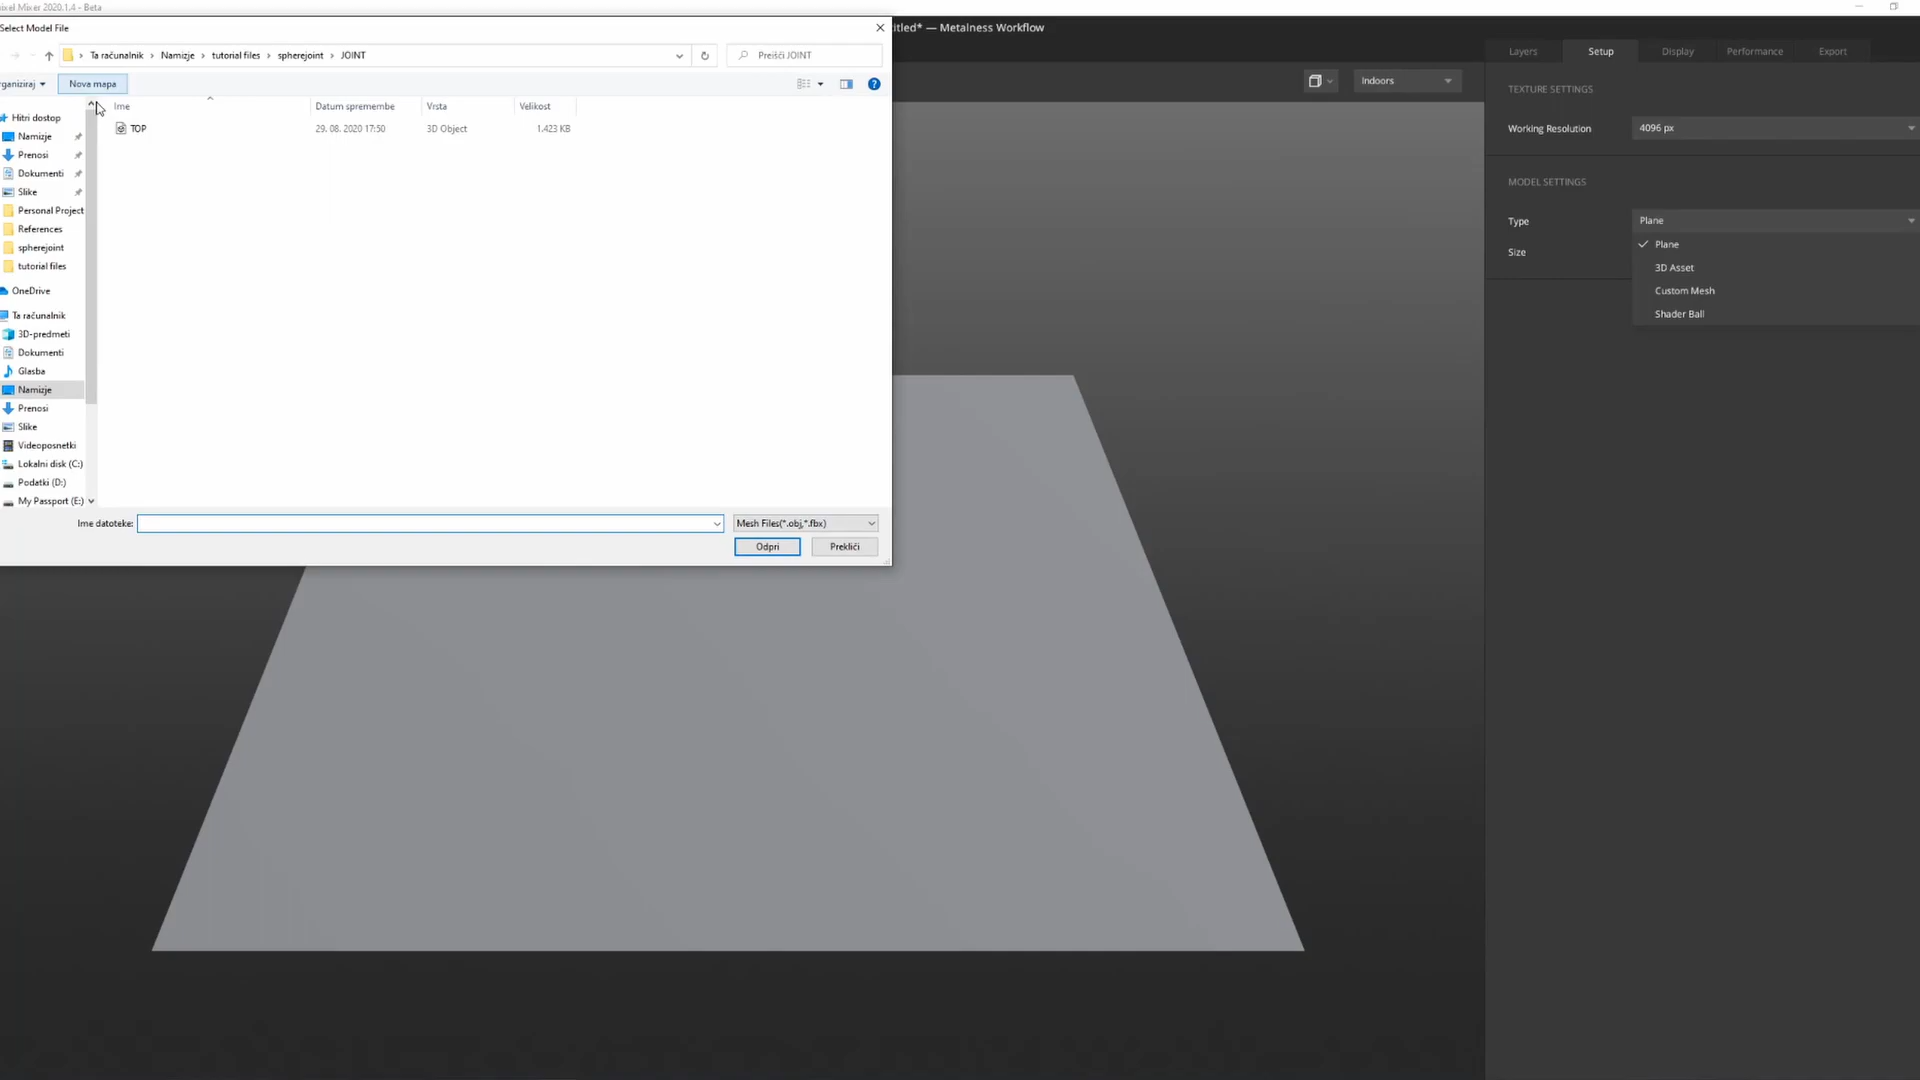 ixel Mixer 2020.1.4 - Beta
Select Model File
itled* — Metalness Workflow
Ta računalnik > Namizje > tutorial files > spherejoint > JOINT
Preišči JOINT
rganiziraj
Nova mapa
Ime
Datum spremembe
Vrsta
Velikost
TOP
29. 08. 2020 17:50
3D Object
1.423 KB
Hitri dostop
Namizje
Prenosi
Dokumenti
Slike
Personal Project
References
spherejoint
tutorial files
OneDrive
Ta računalnik
3D-predmeti
Dokumenti
Glasba
Namizje
Prenosi
Slike
Videoposnetki
Lokalni disk (C:)
Podatki (D:)
My Passport (E:)
Ime datoteke:
Mesh Files(*.obj,*.fbx)
Odpri
Prekliči
Indoors
Layers
Setup
Display
Performance
Export
TEXTURE SETTINGS
Working Resolution
4096 px
MODEL SETTINGS
Type
Plane
Size
Plane
3D Asset
Custom Mesh
Shader Ball